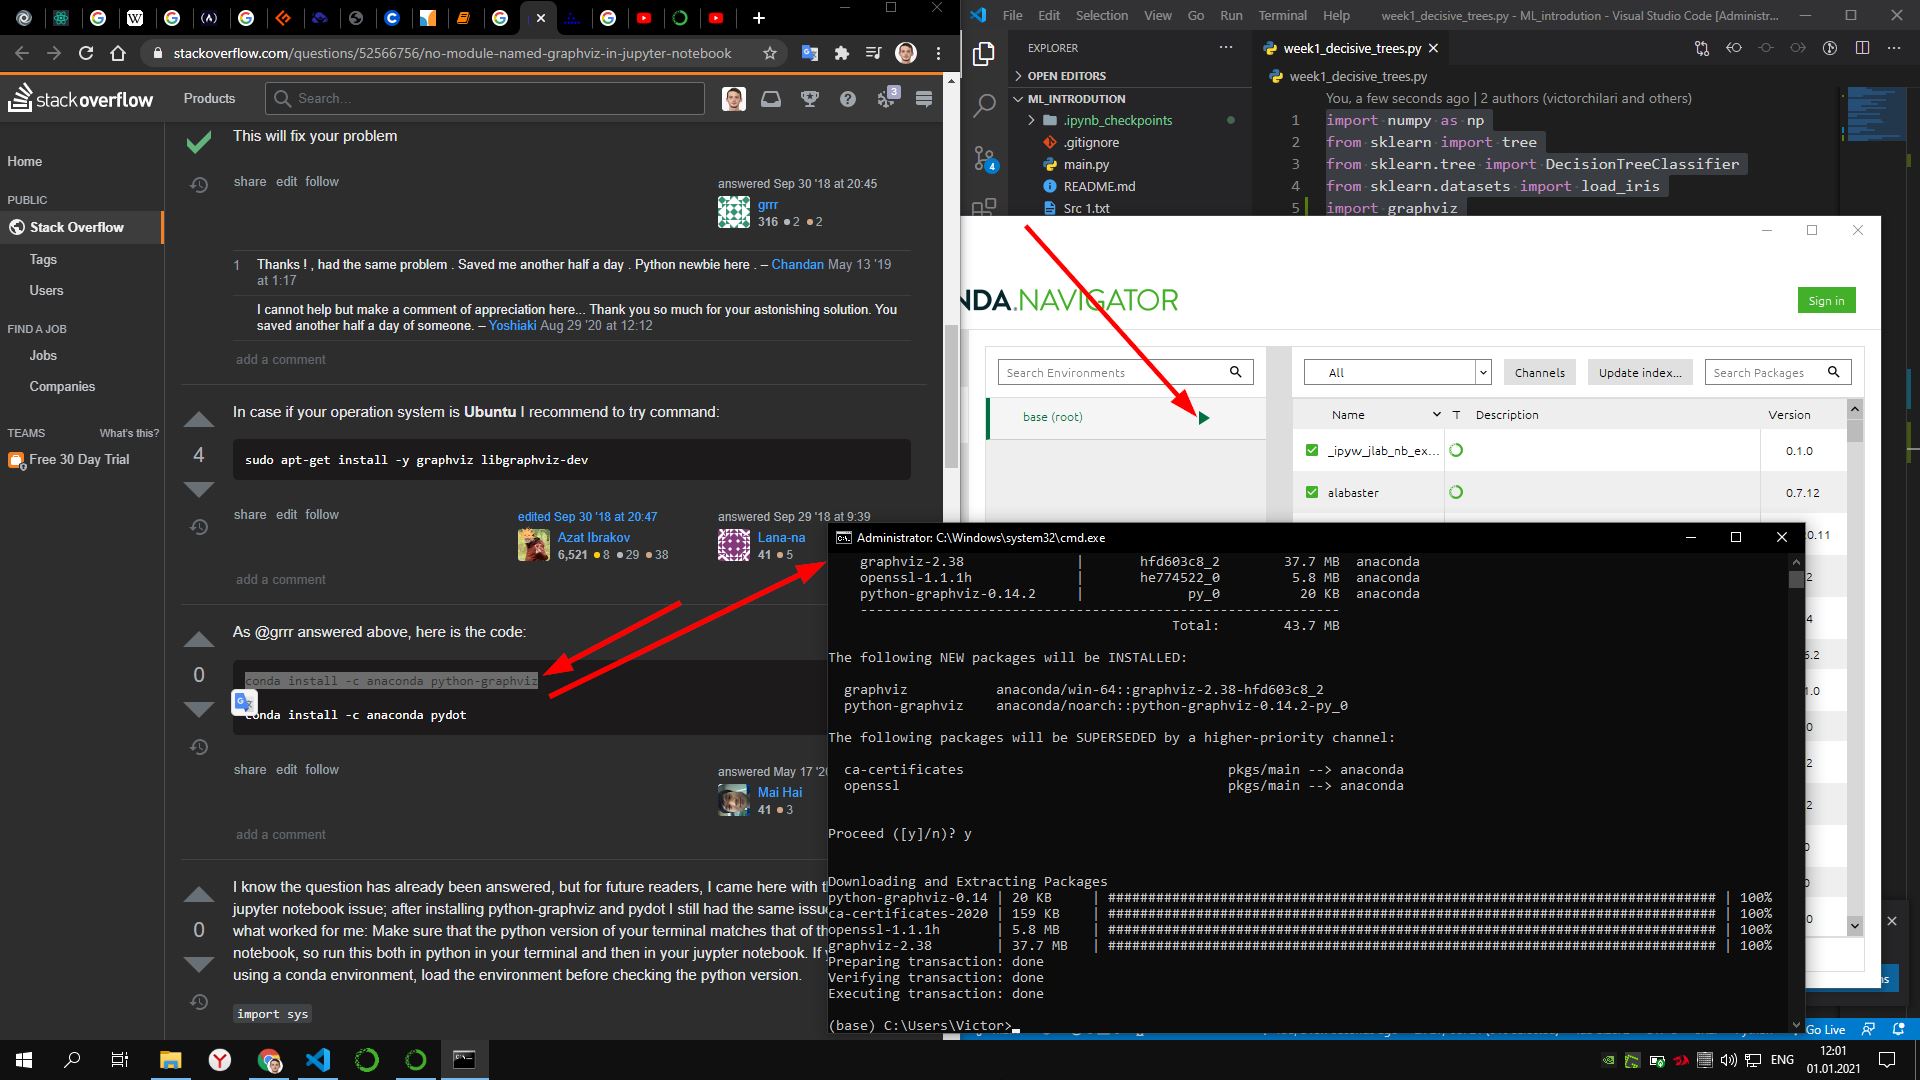 stackoverflow.com/questions/52566756/no-module-named-graphviz-in-jupyter-notebook
stackoverflow
Products
Search...
3
Home
PUBLIC
Stack Overflow
Tags
Users
FIND A JOB
Jobs
Companies
TEAMS
What's this?
Free 30 Day Trial
This will fix your problem
share edit follow
answered Sep 30 '18 at 20:45
grrr
316 2 2
1 Thanks ! , had the same problem . Saved me another half a day . Python newbie here . – Chandan May 13 '19
at 1:17
I cannot help but make a comment of appreciation here... Thank you so much for your astonishing solution. You
saved another half a day of someone. – Yoshiaki Aug 29 '20 at 12:12
add a comment
In case if your operation system is Ubuntu I recommend to try command:
4
sudo apt-get install -y graphviz libgraphviz-dev
share edit follow
edited Sep 30 '18 at 20:47
Azat Ibrakov
6,521 8 29 38
answered Sep 29 '18 at 9:39
Lana-na
41 5
add a comment
As @grrr answered above, here is the code:
0
conda install -c anaconda python-graphviz
conda install -c anaconda pydot
share edit follow
answered May 17 '20
Mai Hai
41 3
add a comment
I know the question has already been answered, but for future readers, I came here with t
jupyter notebook issue; after installing python-graphviz and pydot I still had the same issu
0
what worked for me: Make sure that the python version of your terminal matches that of th
notebook, so run this both in python in your terminal and then in your juypter notebook. If
using a conda environment, load the environment before checking the python version.
import sys
File Edit Selection View Go Run Terminal Help
week1_decisive_trees.py - ML_introdution - Visual Studio Code [Administr...
EXPLORER
OPEN EDITORS
ML_INTRODUTION
.ipynb_checkpoints
.gitignore
main.py
README.md
Src 1.txt
4
week1_decisive_trees.py
week1_decisive_trees.py
You, a few seconds ago | 2 authors (victorchilari and others)
1 import numpy as np
2 from sklearn import tree
3 from sklearn.tree import DecisionTreeClassifier
4 from sklearn.datasets import load_iris
5 import graphviz
NDA.NAVIGATOR
Sign in
Search Environments
base (root)
All
Channels
Update index...
Search Packages
Name T Description Version
_ipyw_jlab_nb_ex... 0.1.0
alabaster 0.7.12
0.11
Administrator: C:\Windows\system32\cmd.exe
graphviz-2.38 | hfd603c8_2 37.7 MB anaconda
openssl-1.1.1h | he774522_0 5.8 MB anaconda
python-graphviz-0.14.2 | py_0 20 KB anaconda
------------------------------------------------------------
Total: 43.7 MB
The following NEW packages will be INSTALLED:
graphviz anaconda/win-64::graphviz-2.38-hfd603c8_2
python-graphviz anaconda/noarch::python-graphviz-0.14.2-py_0
The following packages will be SUPERSEDED by a higher-priority channel:
ca-certificates pkgs/main --> anaconda
openssl pkgs/main --> anaconda
Proceed ([y]/n)? y
Downloading and Extracting Packages
python-graphviz-0.14 | 20 KB | ############################################################################ | 100%
ca-certificates-2020 | 159 KB | ############################################################################ | 100%
openssl-1.1.1h | 5.8 MB | ############################################################################ | 100%
graphviz-2.38 | 37.7 MB | ############################################################################ | 100%
Preparing transaction: done
Verifying transaction: done
Executing transaction: done
(base) C:\Users\Victor>
Go Live
ENG
12:01
01.01.2021